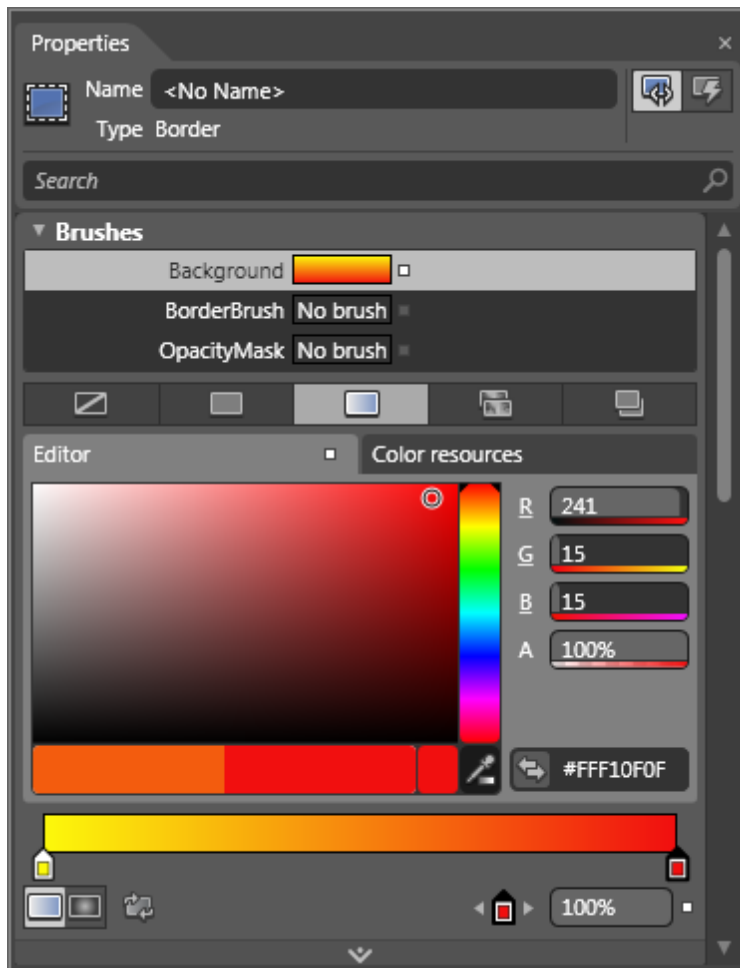 Properties
Name <No Name>
Type Border
Search
Brushes
Background
BorderBrush No brush
OpacityMask No brush
Editor Color resources
R 241
G 15
B 15
A 100%
#FFF10F0F
100%